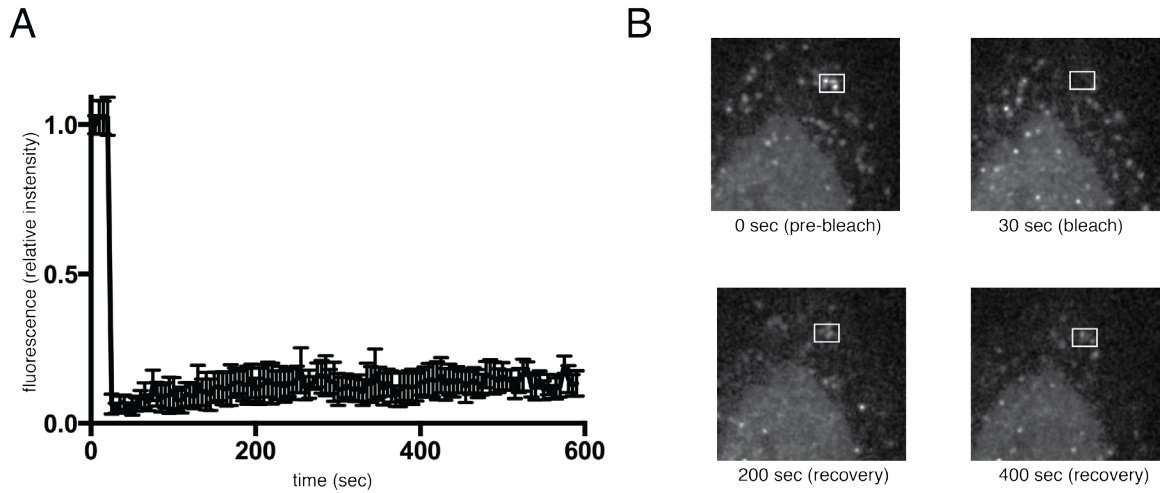 A
B
fluorescence (relative instensity)
1.0
0.5
0.0
0
200
400
600
time (sec)
0 sec (pre-bleach)
30 sec (bleach)
200 sec (recovery)
400 sec (recovery)